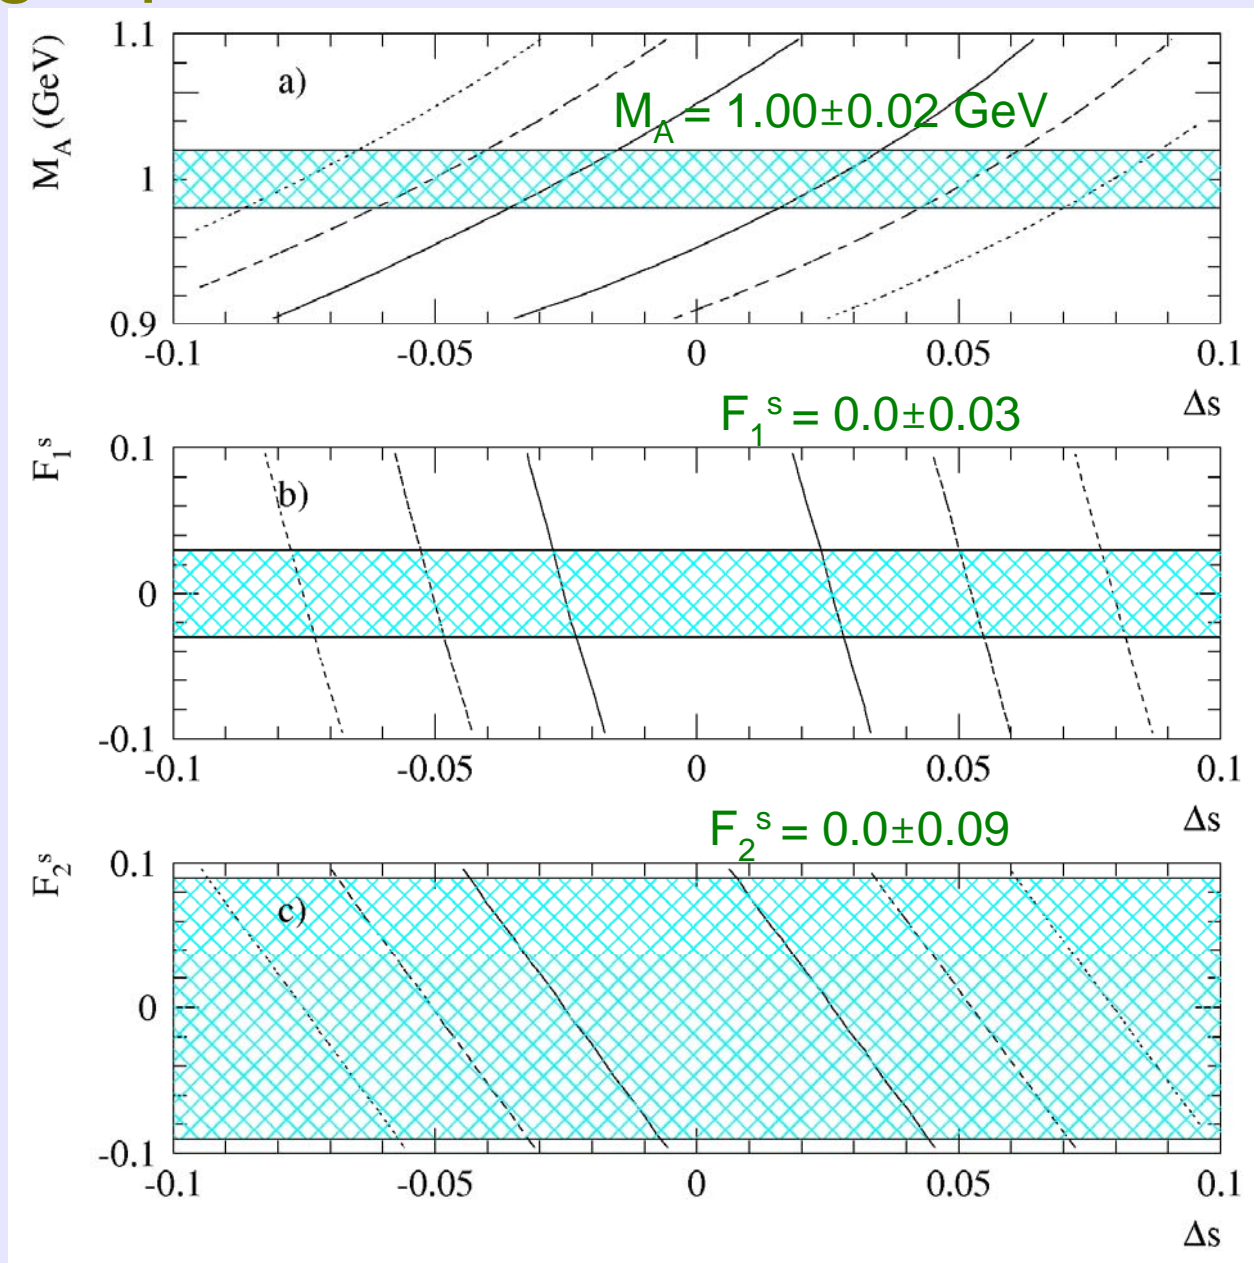 1.1
M_A (GeV)
a)
M_A = 1.00±0.02 GeV
1
0.9
-0.1 -0.05 0 0.05 0.1
Δs
F_2^s = 0.0±0.03
F_1^s
0.1
b)
0
-0.1
-0.1 -0.05 0 0.05 0.1
Δs
F_2^s = 0.0±0.09
F_2^s
0.1
c)
0
-0.1
-0.1 -0.05 0 0.05 0.1
Δs